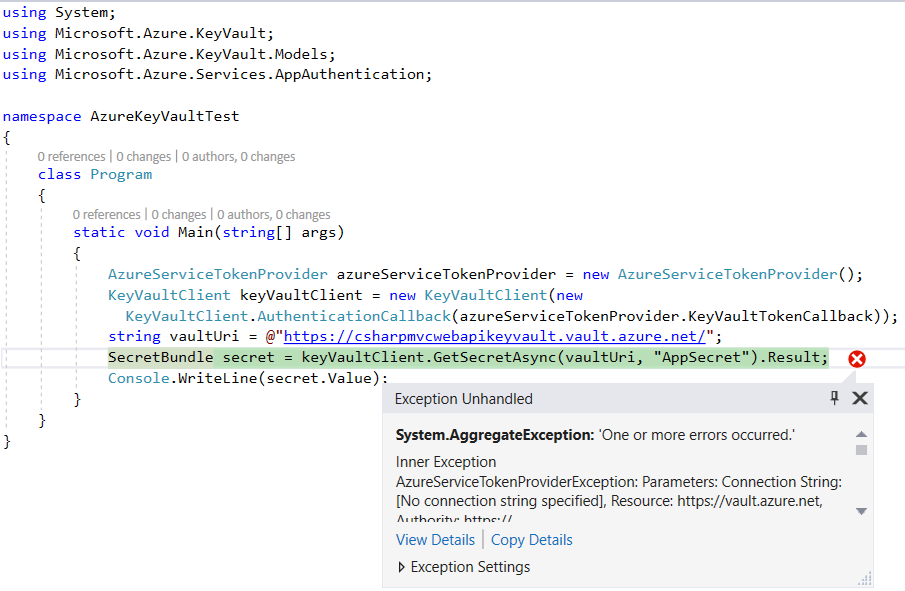 using System;
using Microsoft.Azure.KeyVault;
using Microsoft.Azure.KeyVault.Models;
using Microsoft.Azure.Services.AppAuthentication;
namespace AzureKeyVaultTest
{
0 references | 0 changes | 0 authors, 0 changes
class Program
{
0 references | 0 changes | 0 authors, 0 changes
static void Main(string[] args)
{
AzureServiceTokenProvider azureServiceTokenProvider = new AzureServiceTokenProvider();
KeyVaultClient keyVaultClient = new KeyVaultClient(new
KeyVaultClient.AuthenticationCallback(azureServiceTokenProvider.KeyVaultTokenCallback));
string vaultUri = @"https://csharpmvcwebapikeyvault.vault.azure.net/";
SecretBundle secret = keyVaultClient.GetSecretAsync(vaultUri, "AppSecret").Result;
Console.WriteLine(secret.Value);
}
}
}
Exception Unhandled
System.AggregateException: 'One or more errors occurred.'
Inner Exception
AzureServiceTokenProviderException: Parameters: Connection String:
[No connection string specified], Resource: https://vault.azure.net,
Authority: https://
View Details | Copy Details
Exception Settings